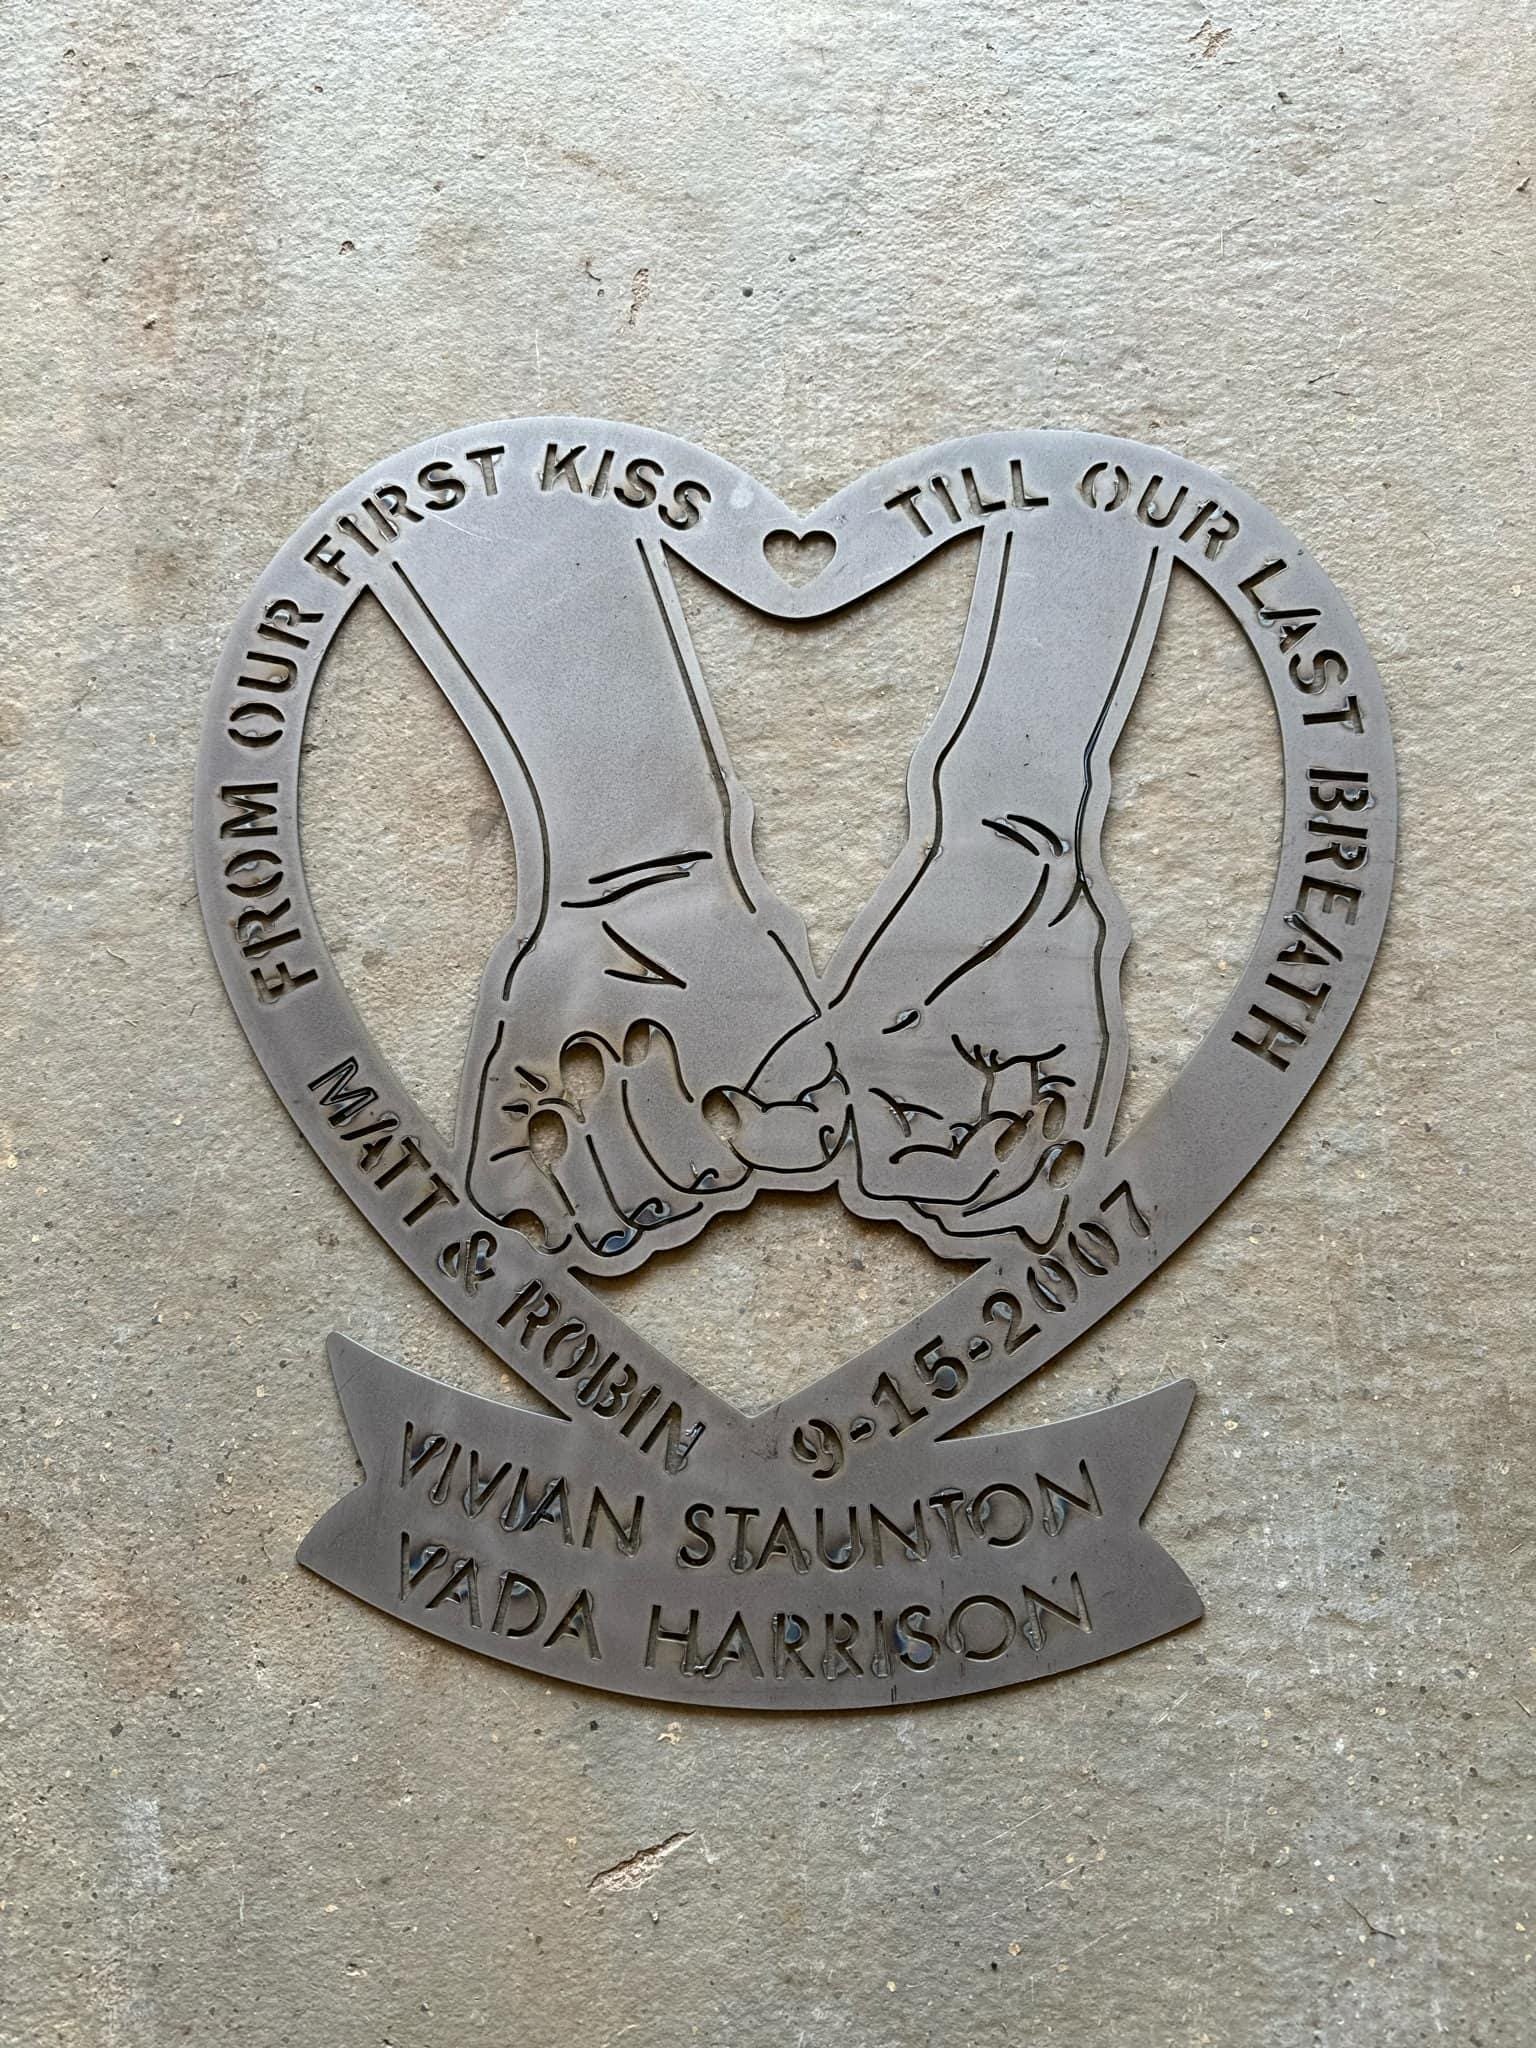 FROM OUR FIRST KISS
TILL OUR LAST BREATH
MATT & ROBIN
9-15-2007
VIVIAN STAUNTON
VADA HARRISON